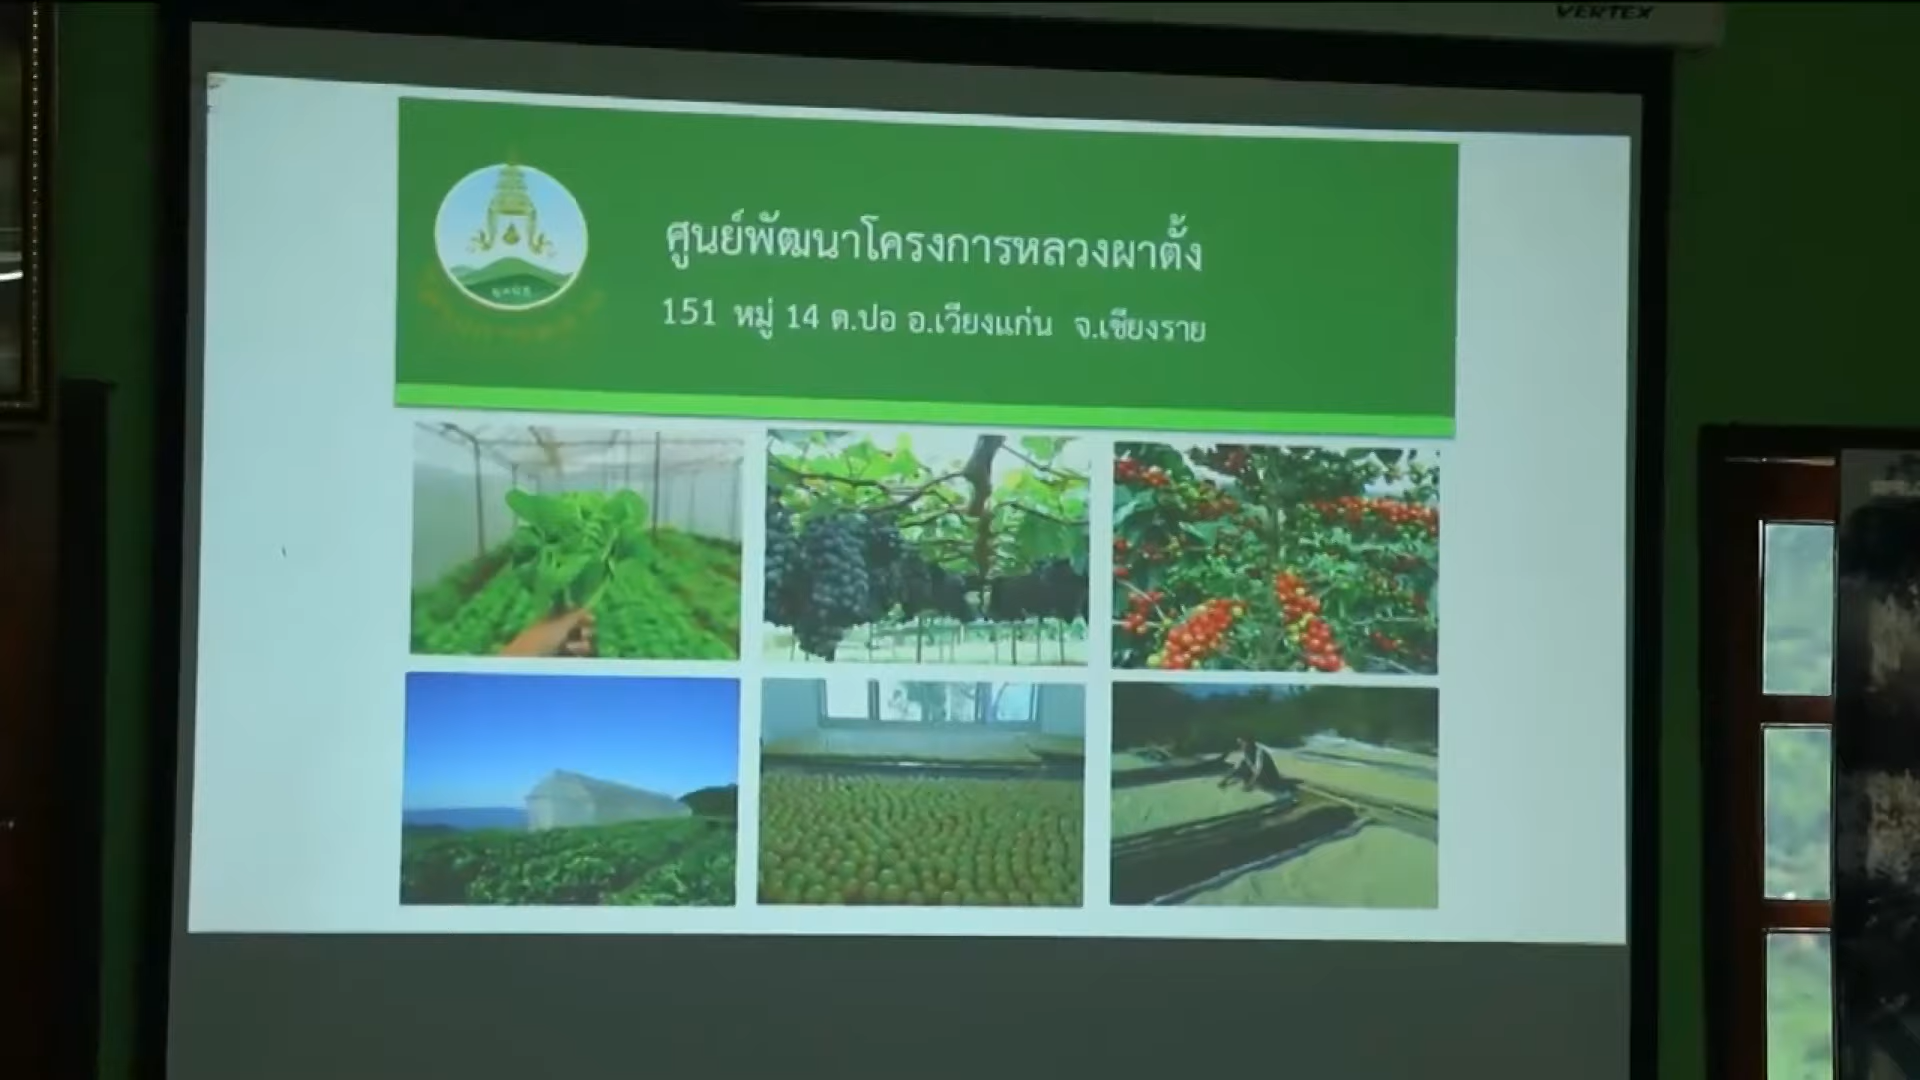 VERTEX
ศูนย์พัฒนาโครงการหลวงผาตั้ง
151 หมู่ 14 ต.ปอ อ.เวียงแก่น จ.เชียงราย